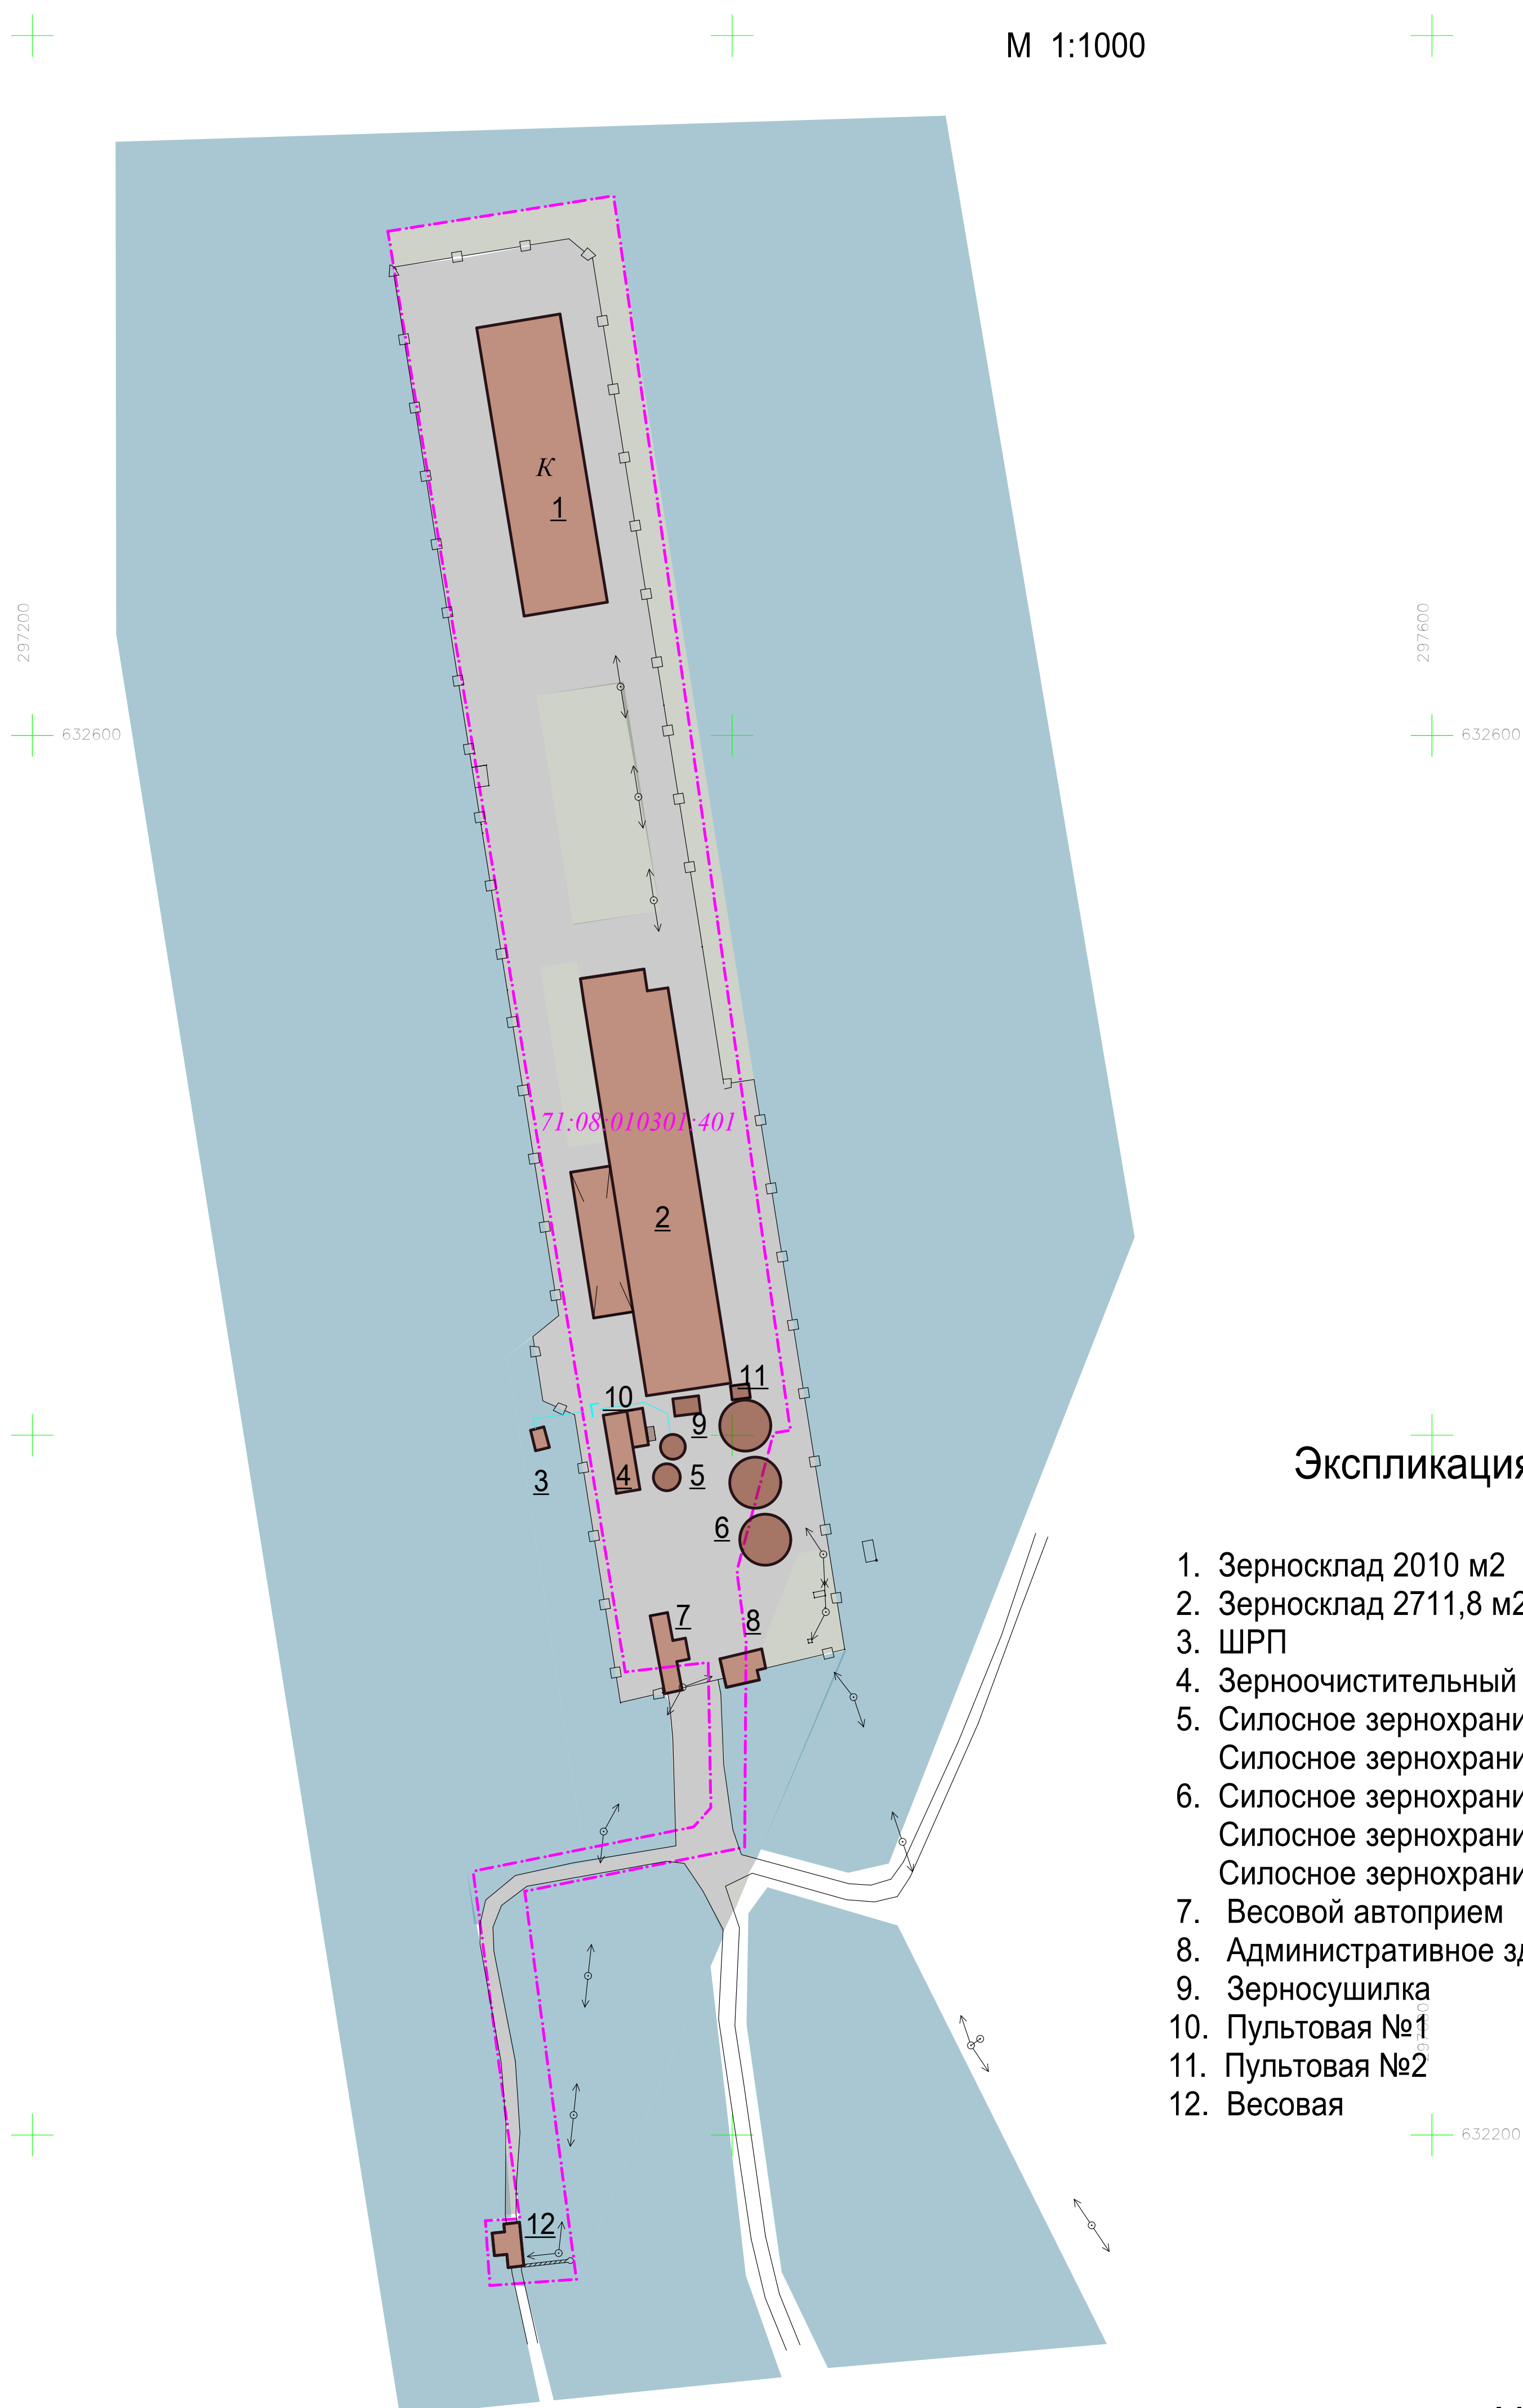 М 1:1000
К
1
297200
297600
632600
632600
71:08:010301:401
2
11
10
9
3
4
5
6
7
8
12
Экспликация
1. Зерносклад 2010 м2
2. Зерносклад 2711,8 м2
3. ШРП
4. Зерноочистительный
5. Силосное зернохрани
Силосное зернохрани
6. Силосное зернохрани
Силосное зернохрани
Силосное зернохрани
7. Весовой автоприем
8. Административное зд
9. Зерносушилка
10. Пультовая №1
11. Пультовая №2
12. Весовая
632200